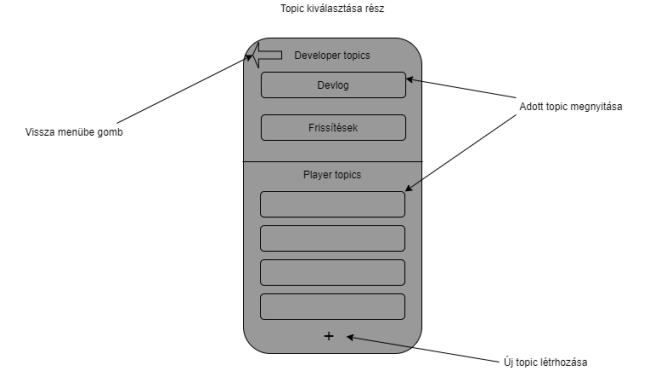 Topic kiválasztása rész
Developer topics
Devlog
Adott topic megnyitása
Vissza menübe gomb
Frissítések
Player topics
+
Új topic létrhozása